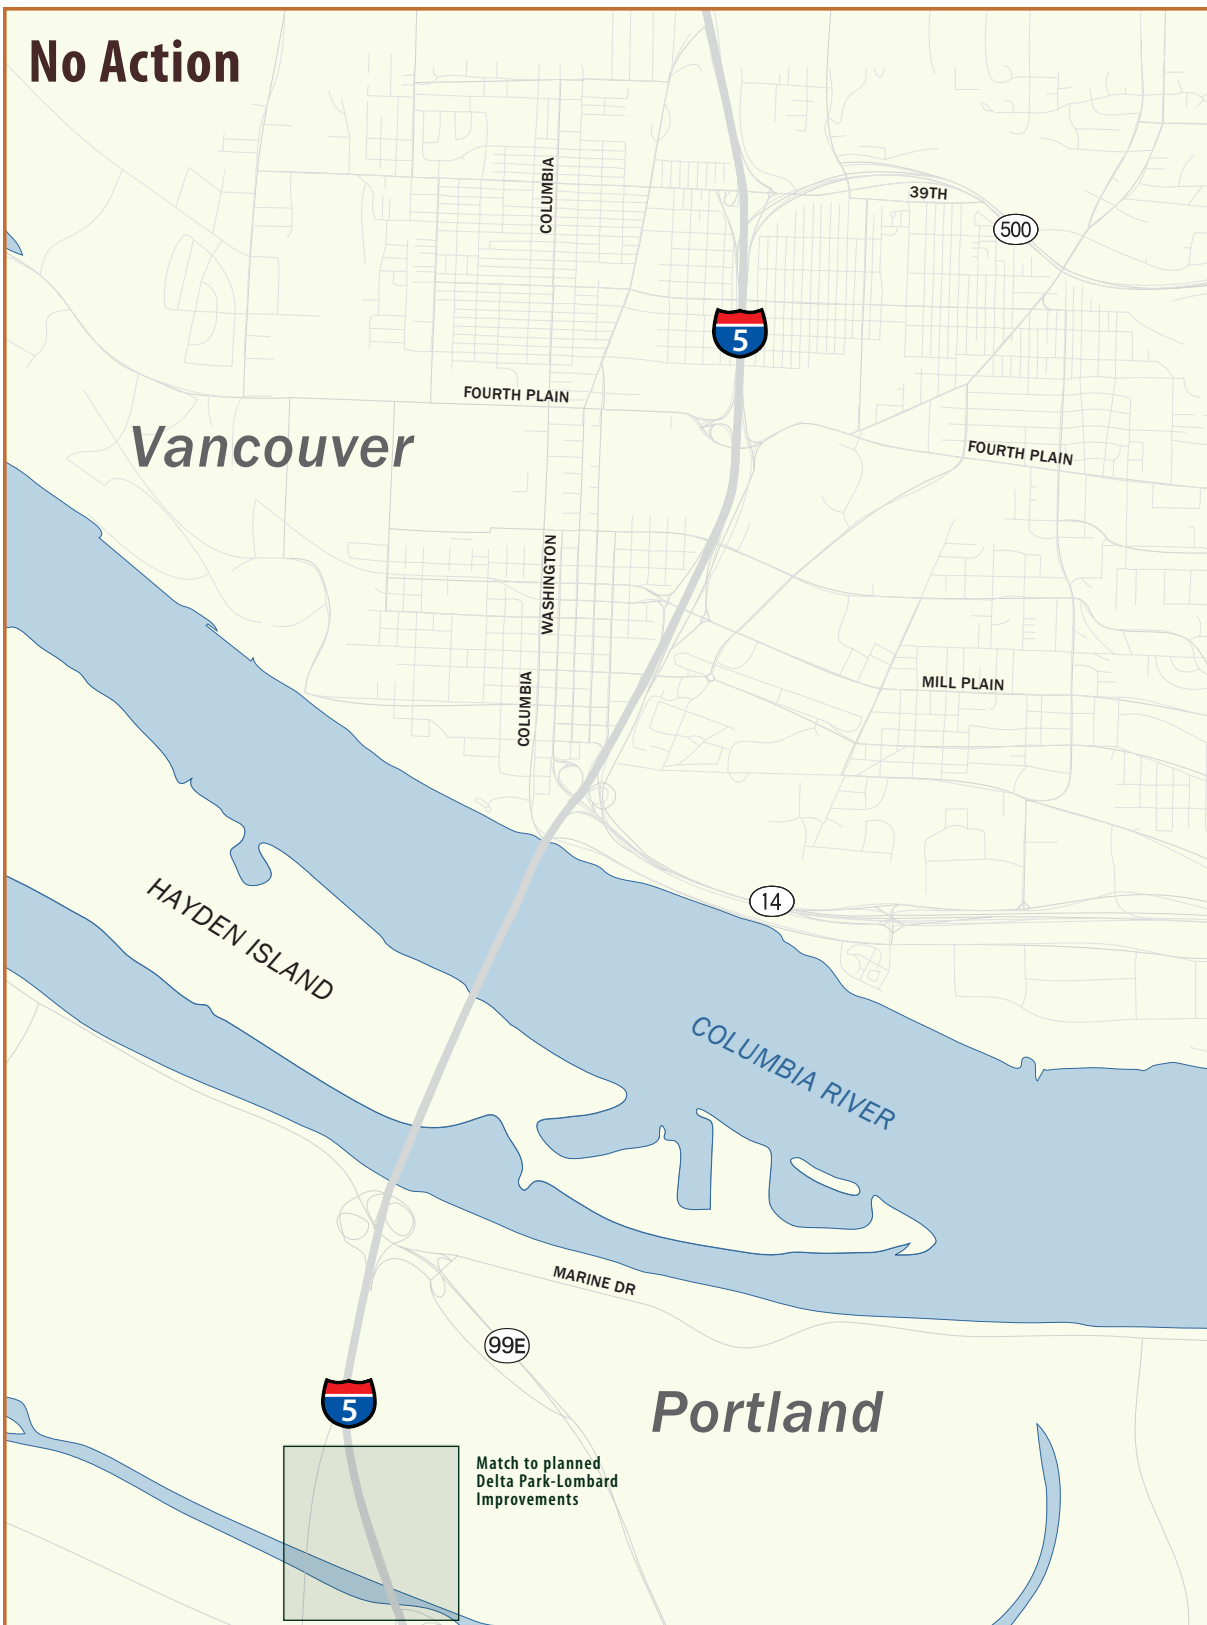 No Action
COLUMBIA
39TH
500
5
FOURTH PLAIN
Vancouver
FOURTH PLAIN
WASHINGTON
COLUMBIA
MILL PLAIN
14
HAYDEN ISLAND
COLUMBIA RIVER
MARINE DR
99E
5
Portland
Match to planned
Delta Park-Lombard
Improvements